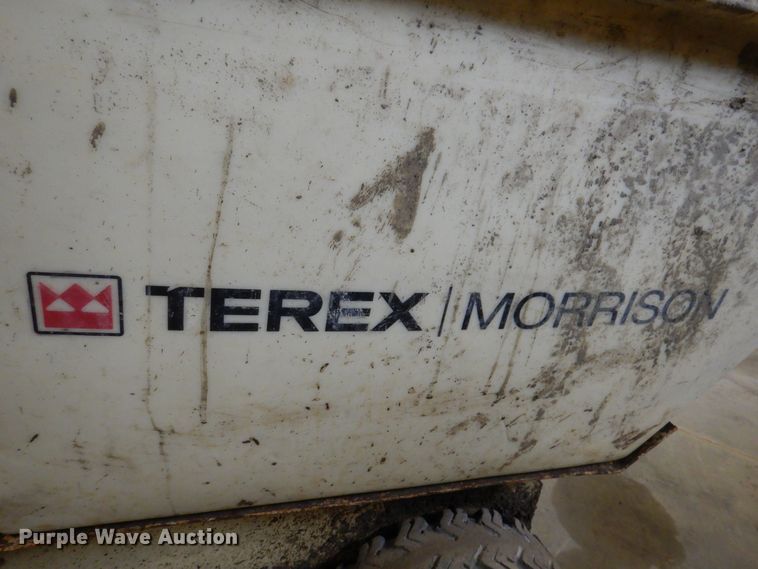 TEREX | MORRISON
Purple Wave Auction